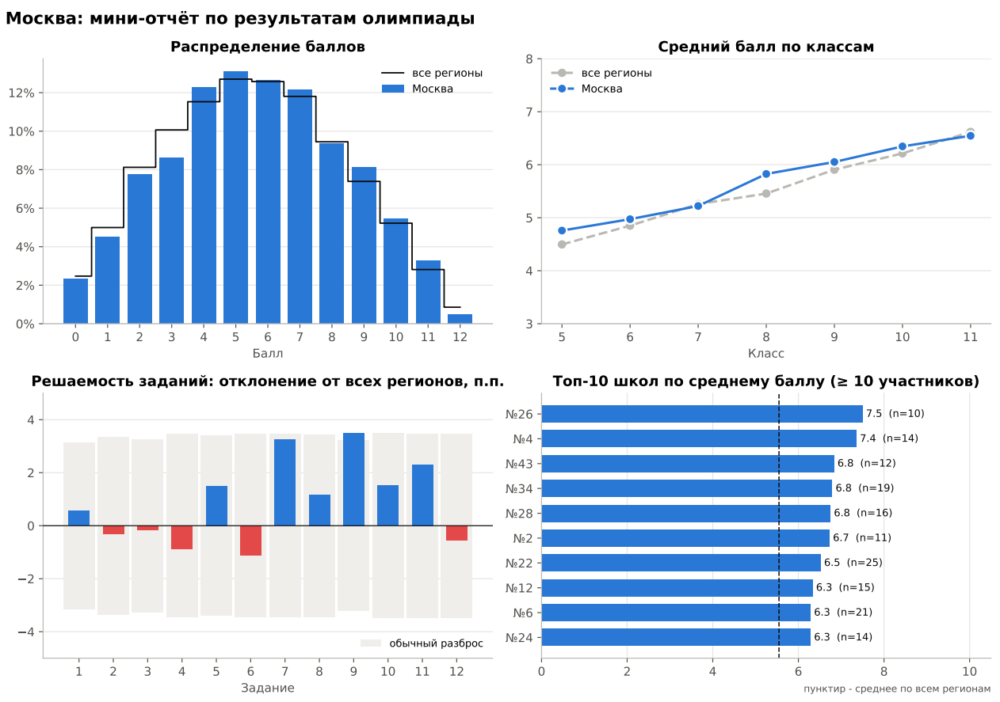 Москва: мини-отчёт по результатам олимпиады
Распределение баллов
12%
10%
8%
6%
4%
2%
0%
все регионы
Москва
0 1 2 3 4 5 6 7 8 9 10 11 12
Балл
Средний балл по классам
8
7
6
5
4
3
все регионы
Москва
5 6 7 8 9 10 11
Класс
Решаемость заданий: отклонение от всех регионов, п.п.
4
2
0
−2
−4
обычный разброс
1 2 3 4 5 6 7 8 9 10 11 12
Задание
Топ-10 школ по среднему баллу (≥ 10 участников)
№26 7.5 (n=10)
№4 7.4 (n=14)
№43 6.8 (n=12)
№34 6.8 (n=19)
№28 6.8 (n=16)
№2 6.7 (n=11)
№22 6.5 (n=25)
№12 6.3 (n=15)
№6 6.3 (n=21)
№24 6.3 (n=14)
0 2 4 6 8 10
пунктир - среднее по всем регионам